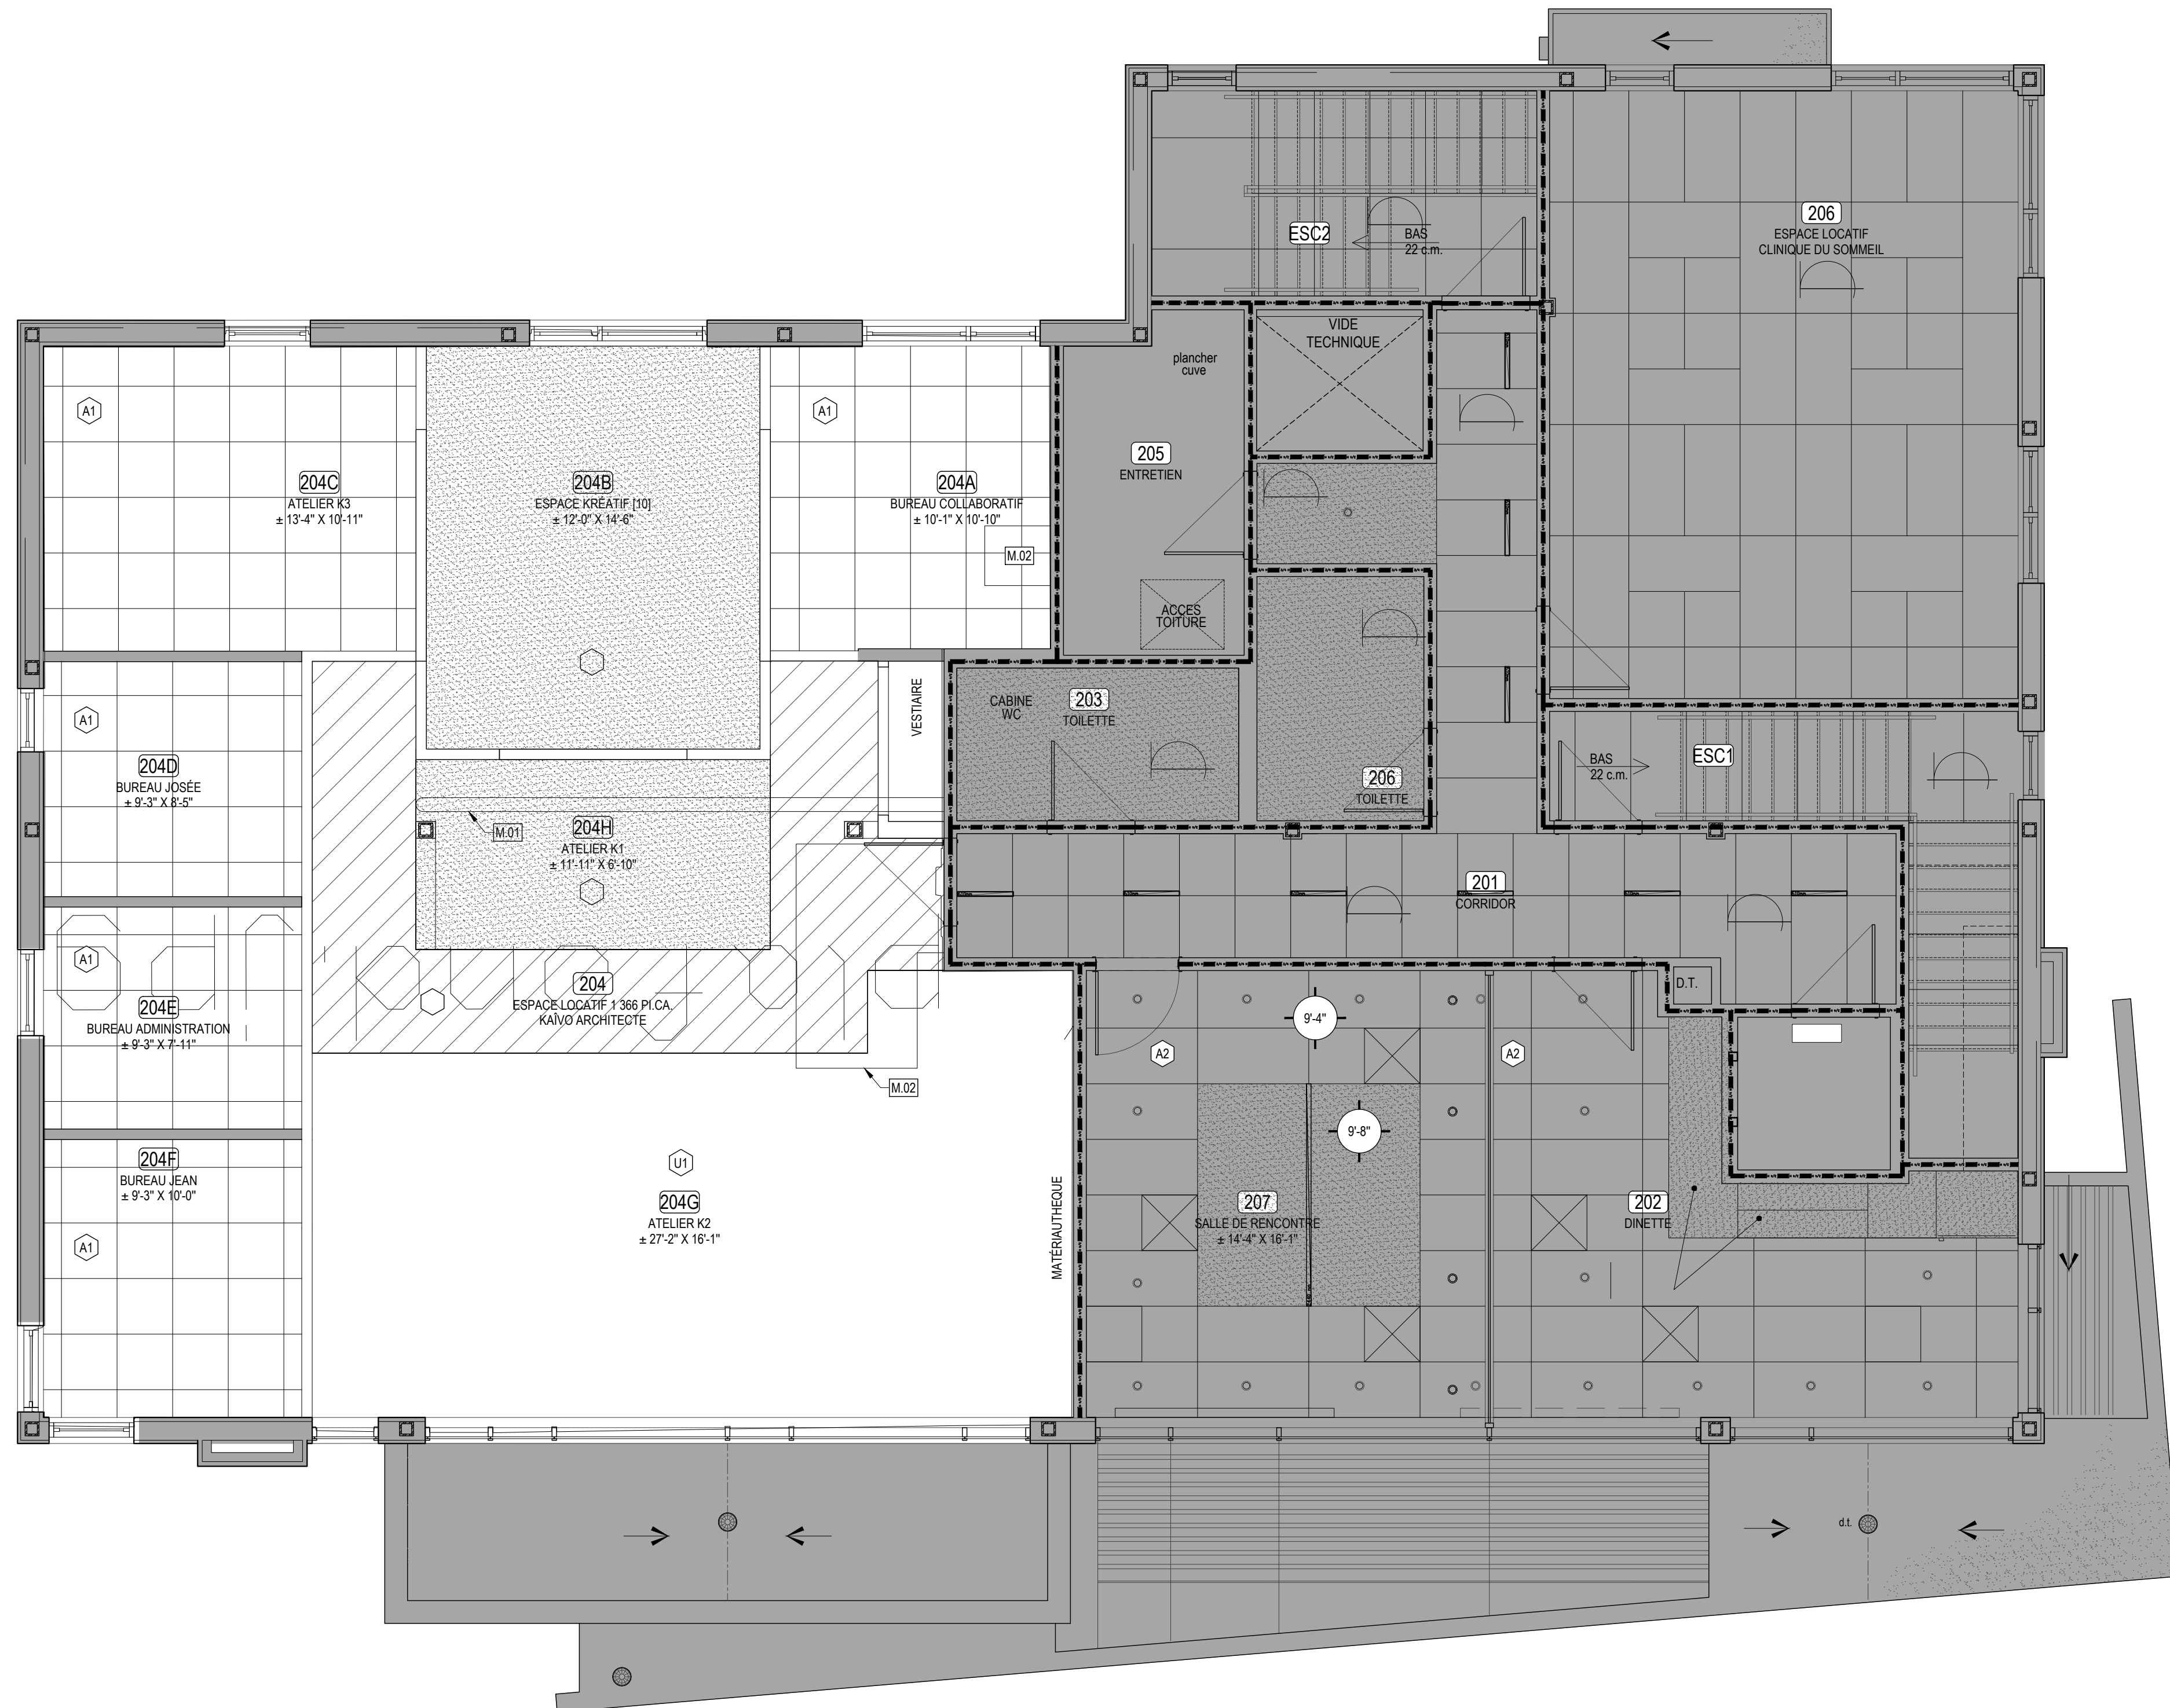 206
ESPACE LOCATIF
CLINIQUE DU SOMMEIL
ESC2
BAS
22 c.m.
VIDE
TECHNIQUE
plancher
cuve
A1
A1
205
ENTRETIEN
204C
ATELIER K3
± 13'-4" X 10'-11"
204B
ESPACE KRÉATIF [10]
± 12'-0" X 14'-6"
204A
BUREAU COLLABORATIF
± 10'-1" X 10'-10"
M.02
ACCES
TOITURE
A1
VESTIAIRE
CABINE
WC
203
TOILETTE
206
TOILETTE
BAS
22 c.m.
ESC1
204D
BUREAU JOSÉE
± 9'-3" X 8'-5"
M.01
204H
ATELIER K1
± 11'-11" X 6'-10"
201
CORRIDOR
A1
204E
BUREAU ADMINISTRATION
± 9'-3" X 7'-11"
204
ESPACE LOCATIF 1 366 PI.CA.
KAÏVO ARCHITECTE
D.T.
9'-4"
A2
A2
M.02
9'-8"
204F
BUREAU JEAN
± 9'-3" X 10'-0"
A1
U1
204G
ATELIER K2
± 27'-2" X 16'-1"
MATÉRIAUTHEQUE
207
SALLE DE RENCONTRE
± 14'-4" X 16'-1"
202
DINETTE
d.t.